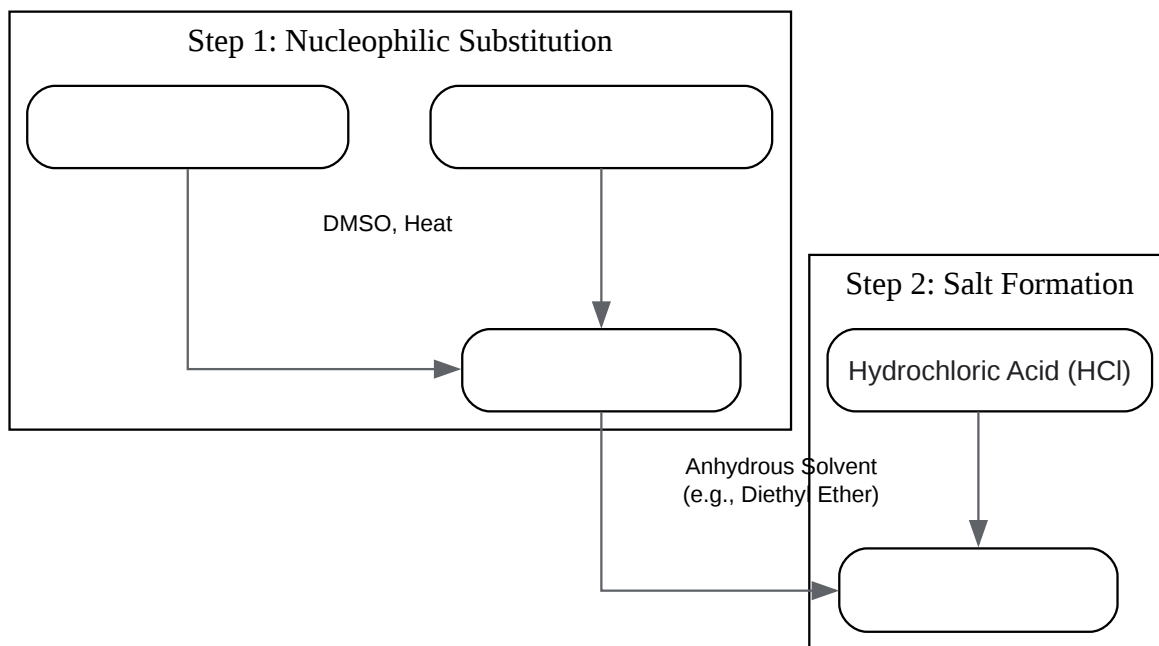 Step 1: Nucleophilic Substitution
DMSO, Heat
Step 2: Salt Formation
Hydrochloric Acid (HCl)
Anhydrous Solvent
(e.g., Diethyl Ether)